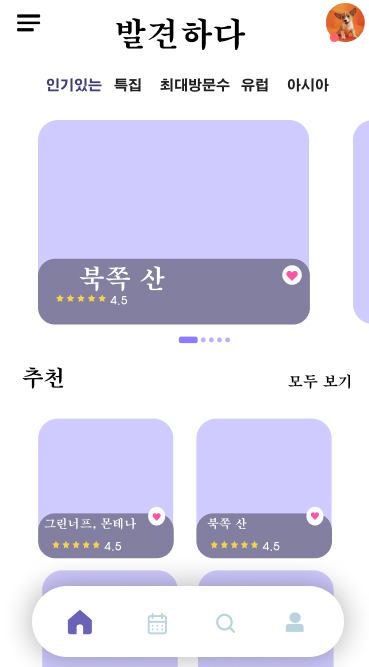 발견하다
인기있는 특집 최대방문수 유럽 아시아
북쪽 산
4.5
추천 모두 보기
그린너프, 몬테나 북쪽 산
4.5 4.5